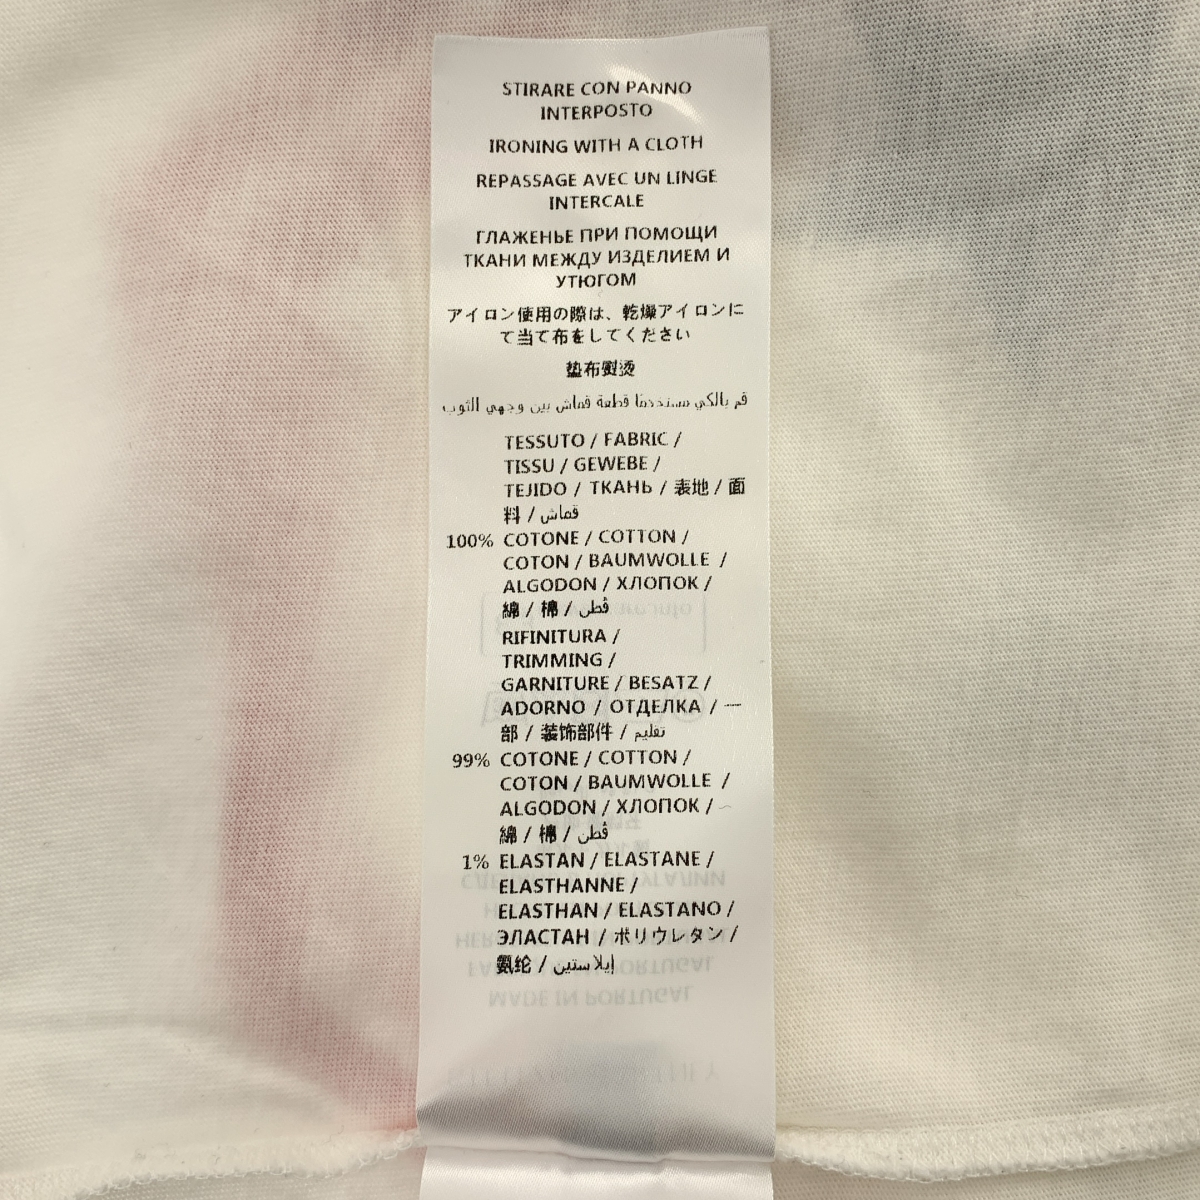 STIRARE CON PANNO
INTERPOSTO
IRONING WITH A CLOTH
REPASSAGE AVEC UN LINGE
INTERCALE
ГЛАЖЕНЬЕ ПРИ ПОМОЩИ
ТКАНИ МЕЖДУ ИЗДЕЛИЕМ И
УТЮГОМ
アイロン使用の際は、乾燥アイロンに
て当て布をしてください
垫布熨烫
قم بالكي مستخدمًا قطعة قماش بين وجهي الثوب
TESSUTO / FABRIC /
TISSU / GEWEBE /
TEJIDO / ТКАНЬ / 表地 / 面
料 / قماش
100% COTONE / COTTON /
COTON / BAUMWOLLE /
ALGODON / ХЛОПОК /
綿 / 棉 / قطن
RIFINITURA /
TRIMMING /
GARNITURE / BESATZ /
ADORNO / ОТДЕЛКА / 一
部 / 装饰部件 / تقليم
99% COTONE / COTTON /
COTON / BAUMWOLLE /
ALGODON / ХЛОПОК /
綿 / 棉 / قطن
1% ELASTAN / ELASTANE /
ELASTHANNE /
ELASTHAN / ELASTANO /
ЭЛАСТАН / ポリウレタン /
氨纶 / إيلاستين
MADE IN PORTUGAL